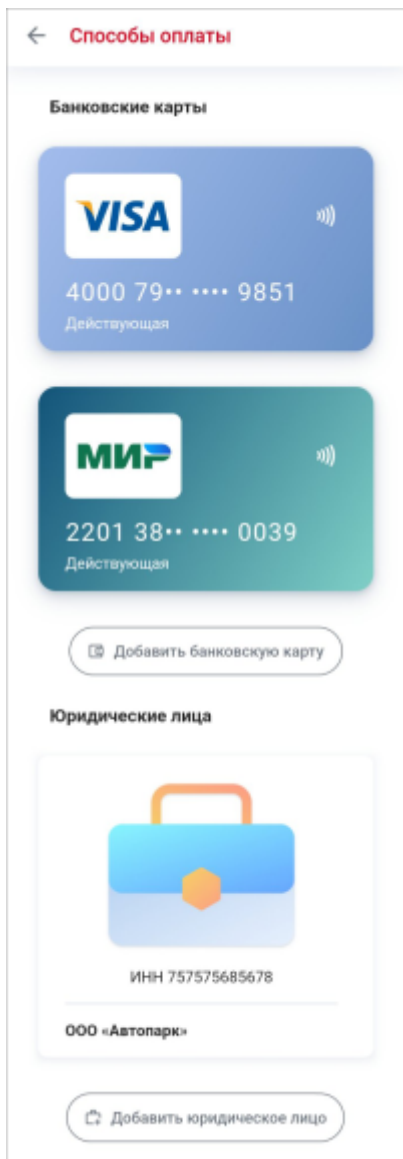 Способы оплаты
Банковские карты
VISA
4000 79•• •••• 9851
Действующая
МИР
2201 38•• •••• 0039
Действующая
Добавить банковскую карту
Юридические лица
ИНН 757575685678
ООО «Автопарк»
Добавить юридическое лицо